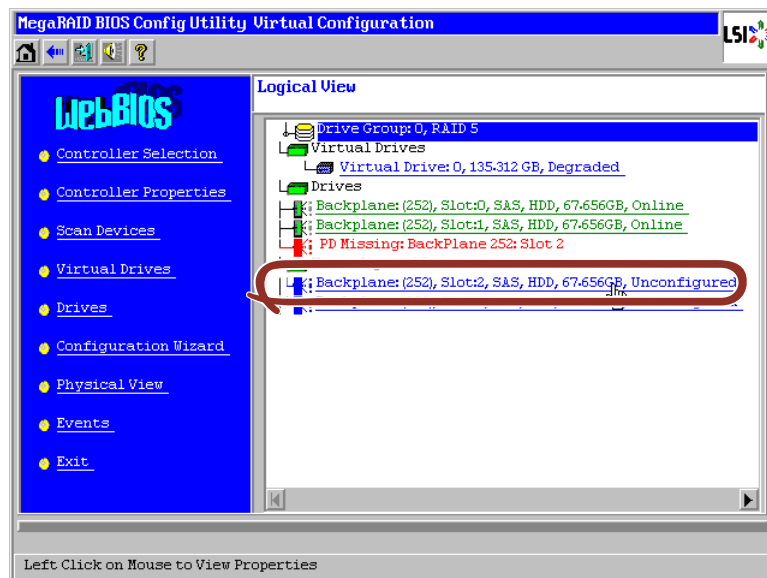 MegaRAID BIOS Config Utility Virtual Configuration
LSI
WebBIOS
Controller Selection
Controller Properties
Scan Devices
Virtual Drives
Drives
Configuration Wizard
Physical View
Events
Exit
Logical View
Drive Group: 0, RAID 5
Virtual Drives
Virtual Drive: 0, 135.312 GB, Degraded
Drives
Backplane: (252), Slot:0, SAS, HDD, 67.656GB, Online
Backplane: (252), Slot:1, SAS, HDD, 67.656GB, Online
PD Missing: BackPlane 252: Slot 2
Backplane: (252), Slot:2, SAS, HDD, 67.656GB, Unconfigured
Left Click on Mouse to View Properties